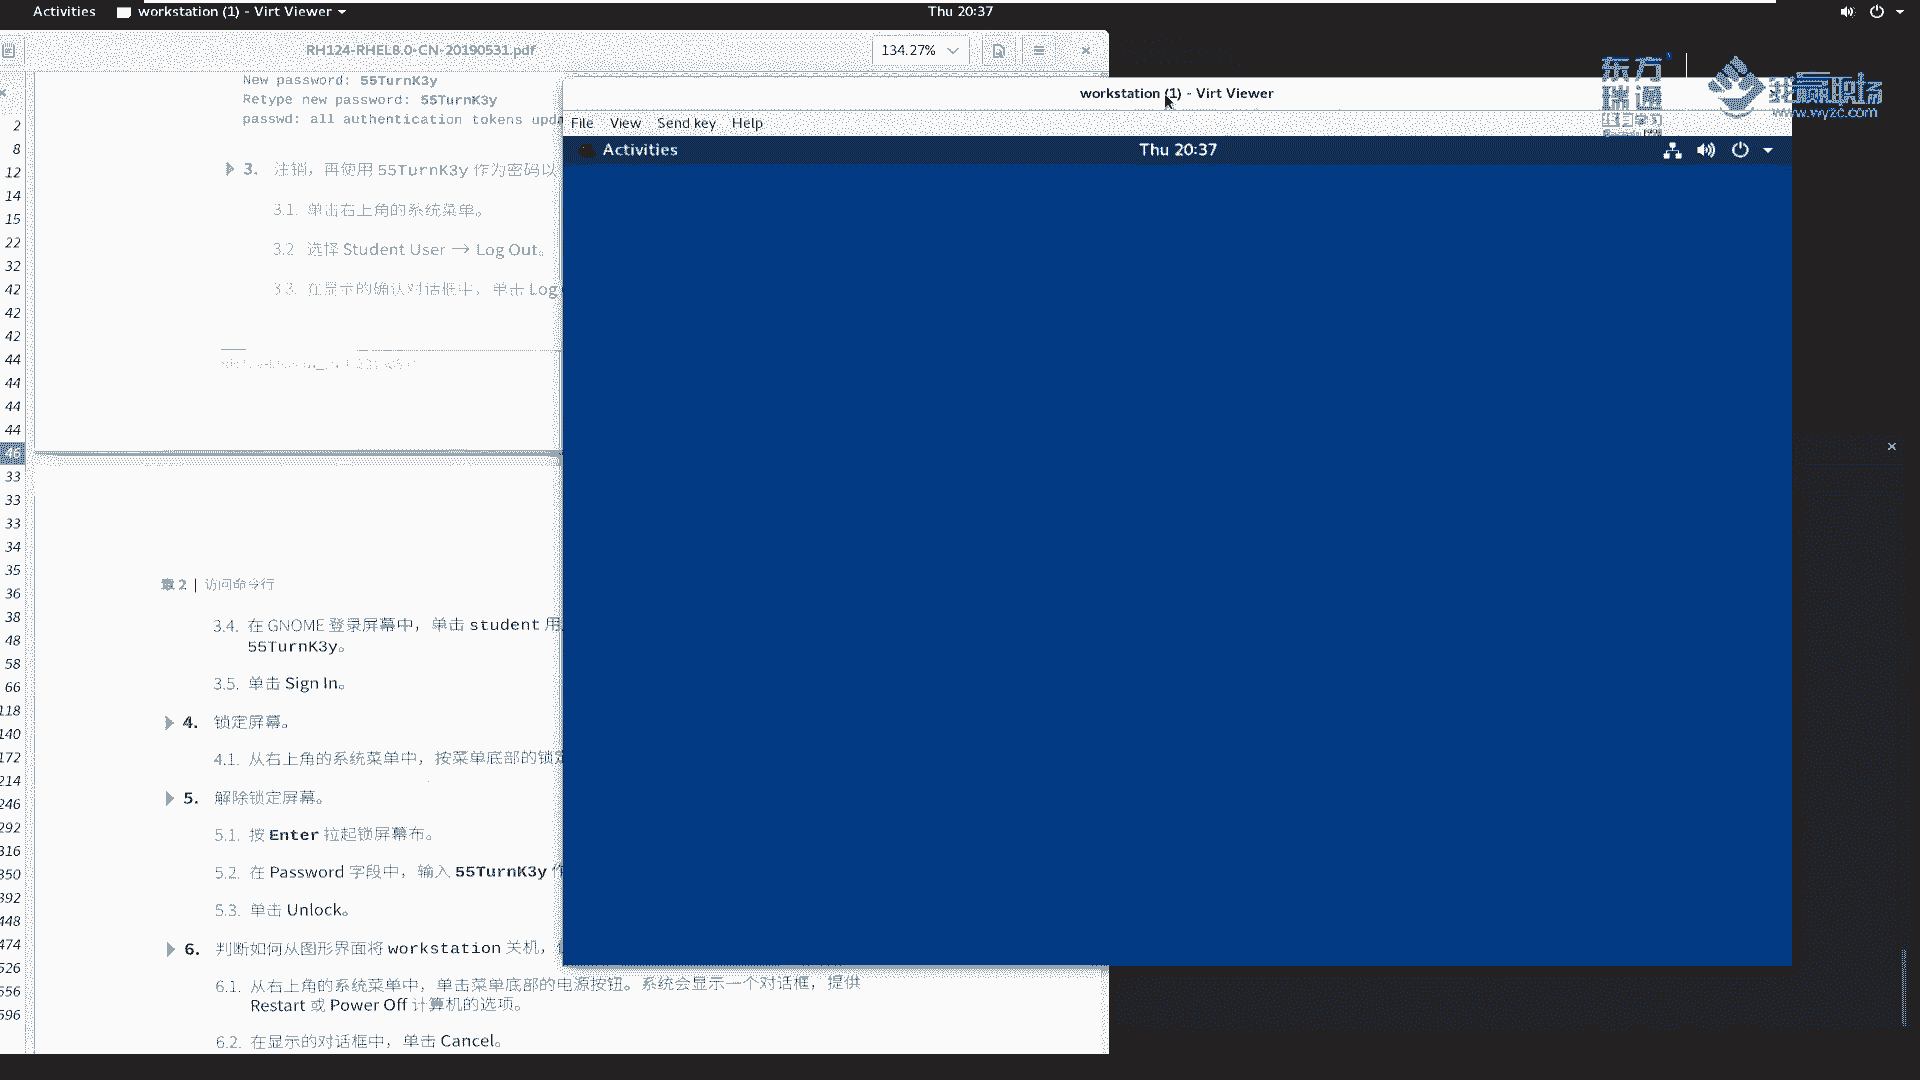 Activities workstation (1) - Virt Viewer Thu 20:37
RH124-RHEL8.0-CN-20190531.pdf 134.27%
New password: 55TurnK3y
Retype new password: 55TurnK3y
passwd: all authentication tokens
3. 注销，再使用 55TurnK3y 作为密码以
3.1. 单击右上角的系统菜单。
3.2 选择 Student User → Log Out。
3.3. 在显示的确认对话框中，单击 Log
2
8
12
14
15
22
32
42
42
42
44
44
44
44
46
33
33
33
34
35
36
38
48
58
66
118
140
172
214
246
292
316
350
392
448
474
526
556
596
章 2 | 访问命令行
3.4. 在 GNOME 登录屏幕中，单击 student 用
55TurnK3y。
3.5. 单击 Sign In。
4. 锁定屏幕。
4.1. 从右上角的系统菜单中，按菜单底部的锁定
5. 解除锁定屏幕。
5.1. 按 Enter 拉起锁屏幕布。
5.2. 在 Password 字段中，输入 55TurnK3y 作
5.3. 单击 Unlock。
6. 判断如何从图形界面将 workstation 关机，
6.1. 从右上角的系统菜单中，单击菜单底部的电源按钮。系统会显示一个对话框，提供
Restart 或 Power Off 计算机的选项。
6.2. 在显示的对话框中，单击 Cancel。
workstation (1) - Virt Viewer
File View Send key Help
Activities Thu 20:37
东方
瑞通
我赢职场
www.wyzc.com